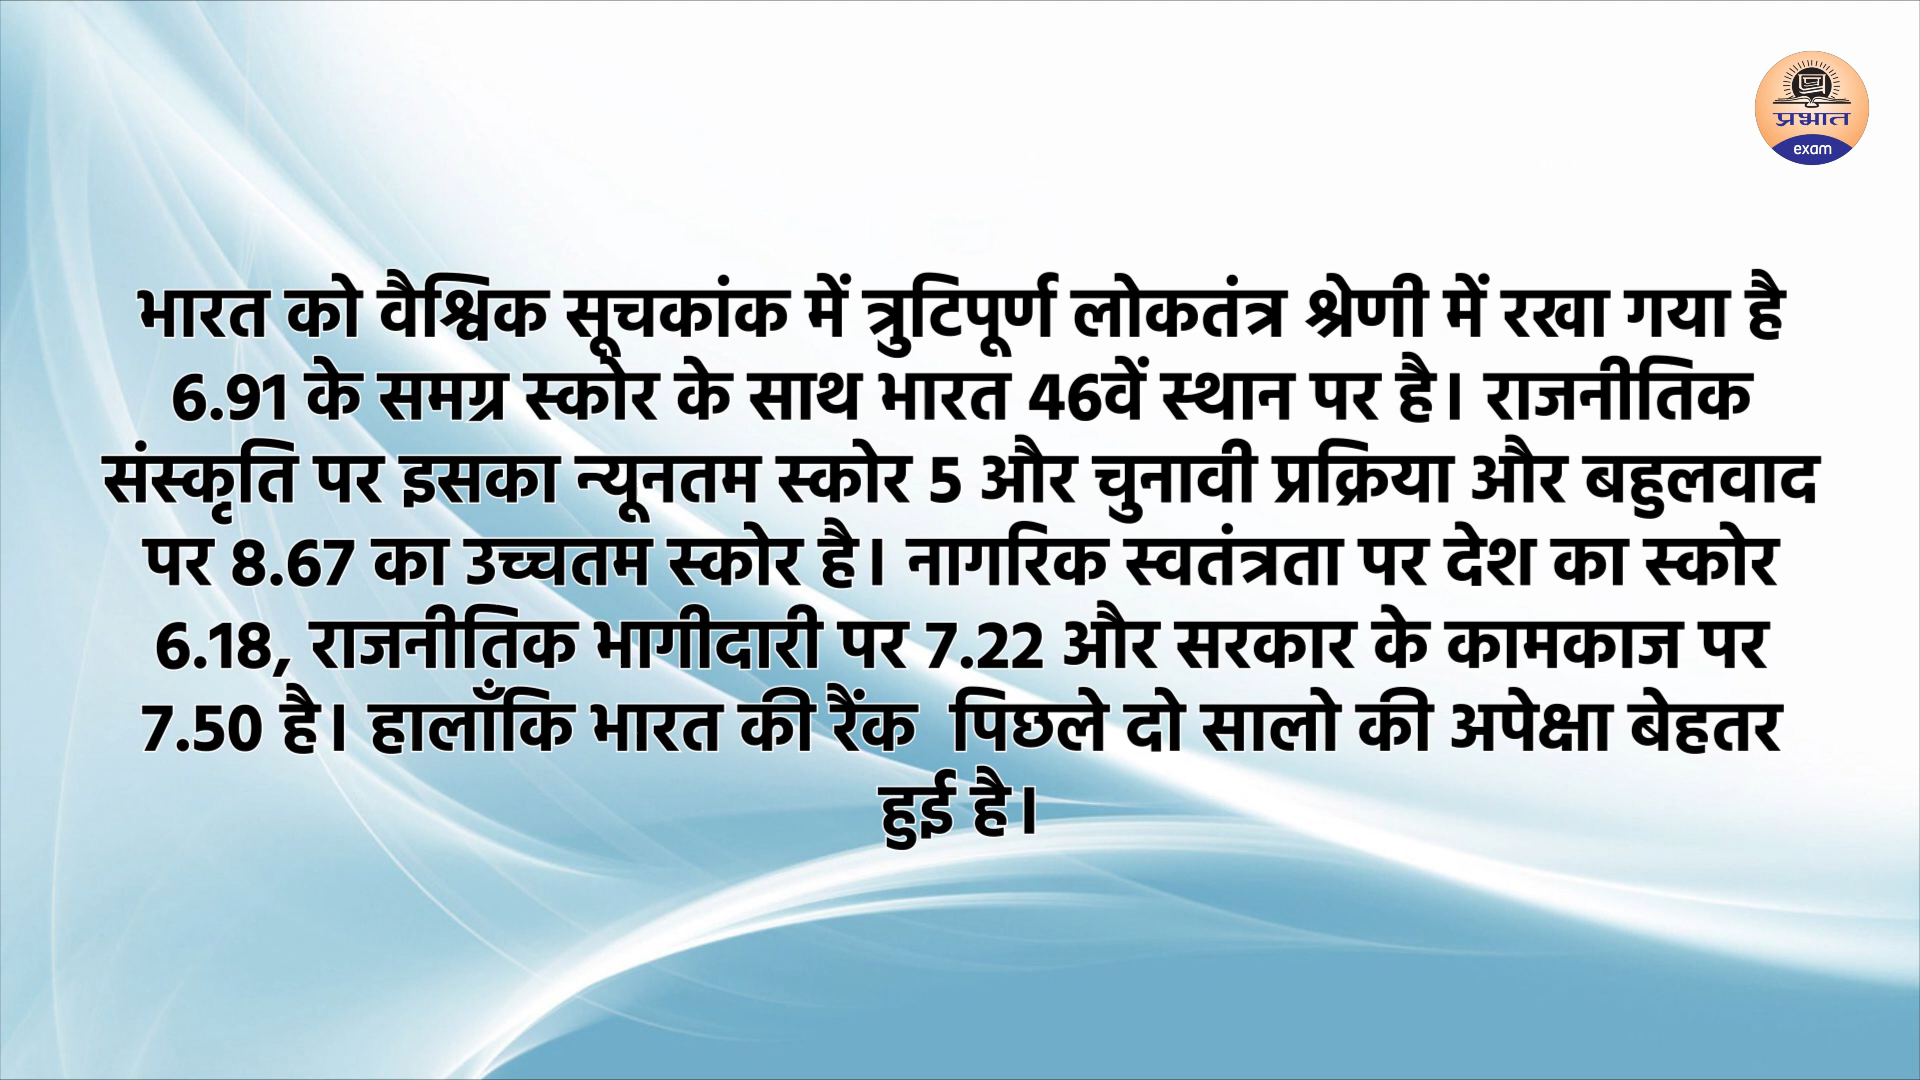 प्रभात
exam
भारत को वैश्विक सूचकांक में त्रुटिपूर्ण लोकतंत्र श्रेणी में रखा गया है
6.91 के समग्र स्कोर के साथ भारत 46वें स्थान पर है। राजनीतिक
संस्कृति पर इसका न्यूनतम स्कोर 5 और चुनावी प्रक्रिया और बहुलवाद
पर 8.67 का उच्चतम स्कोर है। नागरिक स्वतंत्रता पर देश का स्कोर
6.18, राजनीतिक भागीदारी पर 7.22 और सरकार के कामकाज पर
7.50 है। हालाँकि भारत की रैंक  पिछले दो सालो की अपेक्षा बेहतर
हुई है।